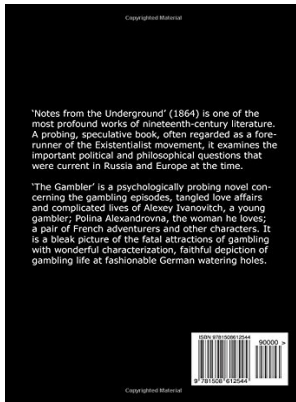 Copyrighted Material
‘Notes from the Underground’ (1864) is one of the
most profound works of nineteenth-century literature.
A probing, speculative book, often regarded as a fore-
runner of the Existentialist movement, it examines the
important political and philosophical questions that
were current in Russia and Europe at the time.
‘The Gambler’ is a psychologically probing novel con-
cerning the gambling episodes, tangled love affairs
and complicated lives of Alexey Ivanovitch, a young
gambler; Polina Alexandrovna, the woman he loves;
a pair of French adventurers and other characters. It
is a bleak picture of the fatal attractions of gambling
with wonderful characterization, faithful depiction of
gambling life at fashionable German watering holes.
ISBN 9781508612544
90000 >
9 781508 612544
Copyrighted Material